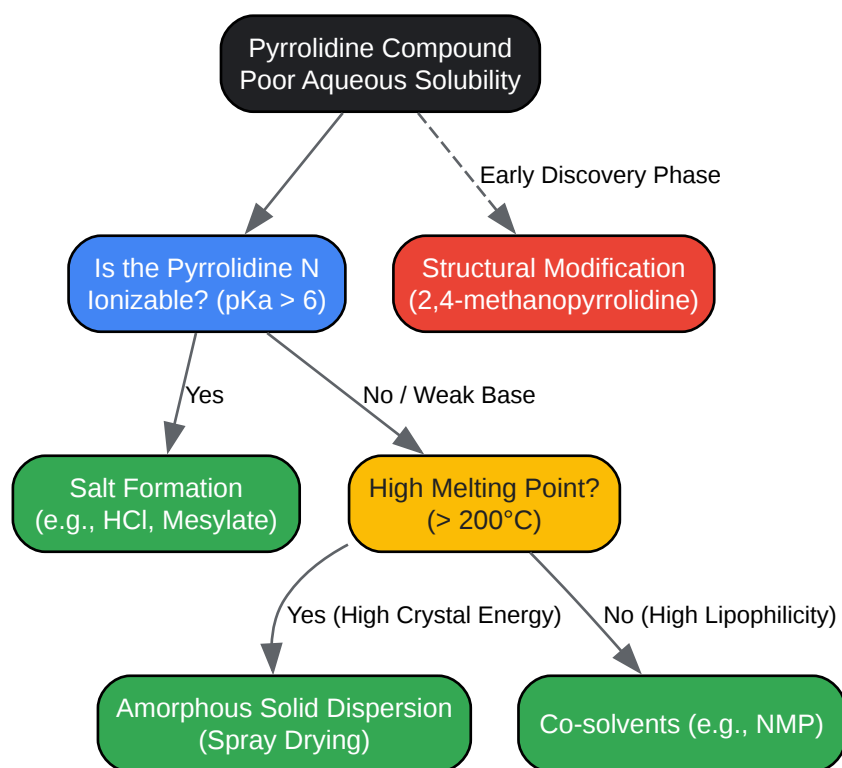 Pyrrolidine Compound
Poor Aqueous Solubility
Early Discovery Phase
Is the Pyrrolidine N
Ionizable? (pKa > 6)
Structural Modification
(2,4-methanopyrrolidine)
Yes
No / Weak Base
Salt Formation
(e.g., HCl, Mesylate)
High Melting Point?
(> 200°C)
Yes (High Crystal Energy)
No (High Lipophilicity)
Amorphous Solid Dispersion
(Spray Drying)
Co-solvents (e.g., NMP)